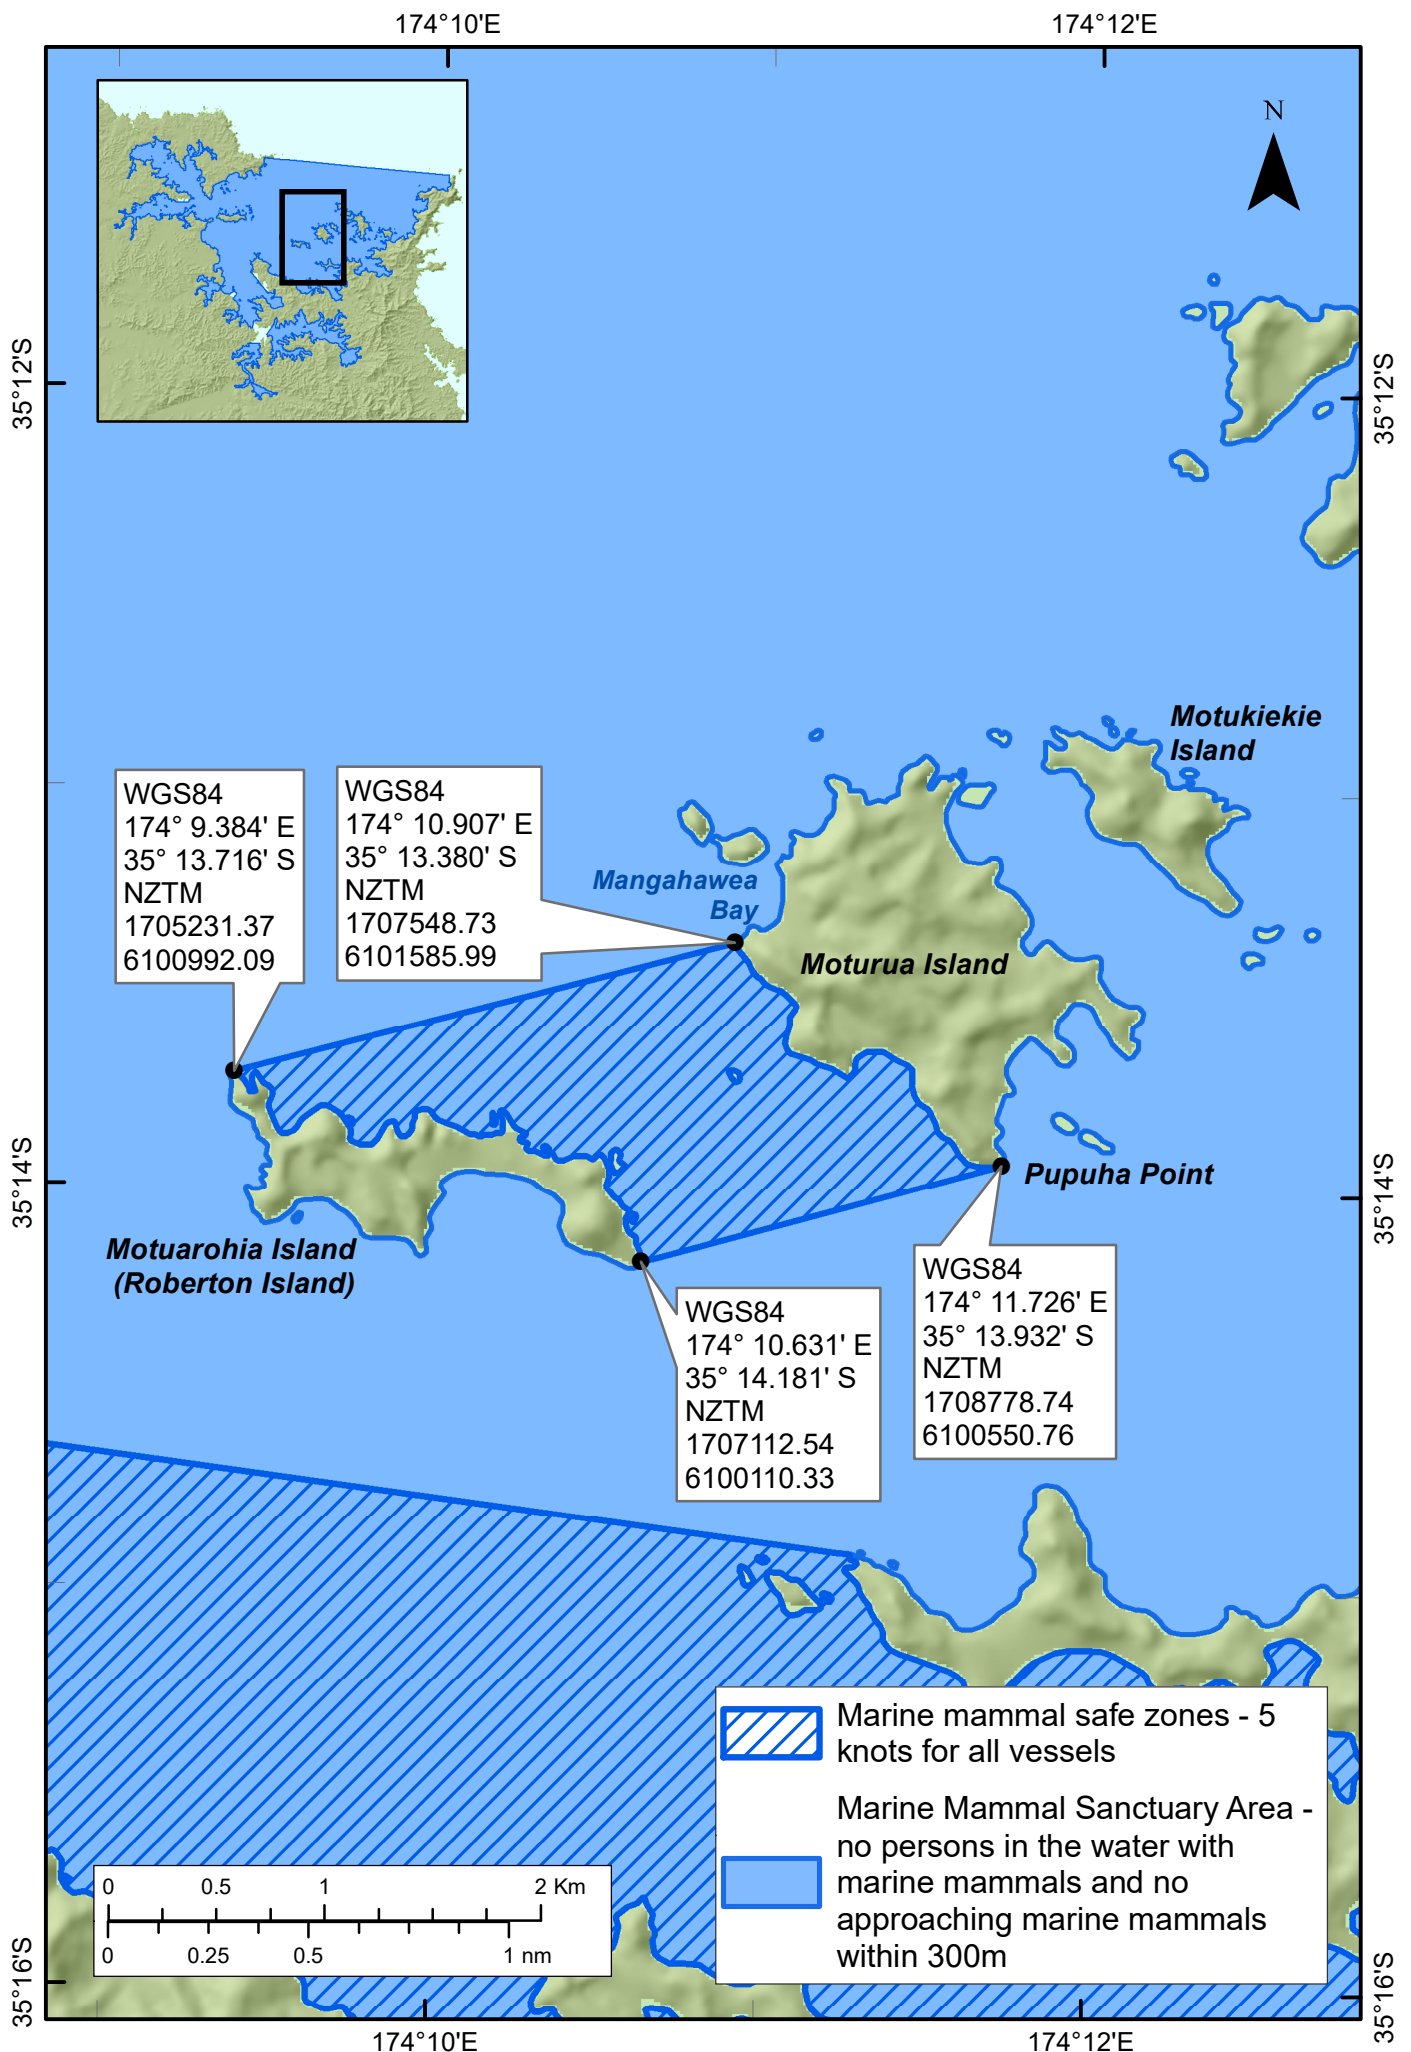 174°10'E
174°12'E
N
35°12'S
35°12'S
Motukiekie
Island
WGS84
174° 9.384' E
35° 13.716' S
NZTM
1705231.37
6100992.09
WGS84
174° 10.907' E
35° 13.380' S
NZTM
1707548.73
6101585.99
Mangahawea
Bay
Moturua Island
35°14'S
35°14'S
Pupuha Point
Motuarohia Island
(Roberton Island)
WGS84
174° 10.631' E
35° 14.181' S
NZTM
1707112.54
6100110.33
WGS84
174° 11.726' E
35° 13.932' S
NZTM
1708778.74
6100550.76
Marine mammal safe zones - 5
knots for all vessels
Marine Mammal Sanctuary Area -
no persons in the water with
marine mammals and no
approaching marine mammals
within 300m
0 0.5 1 2 Km
0 0.25 0.5 1 nm
35°16'S
35°16'S
174°10'E
174°12'E